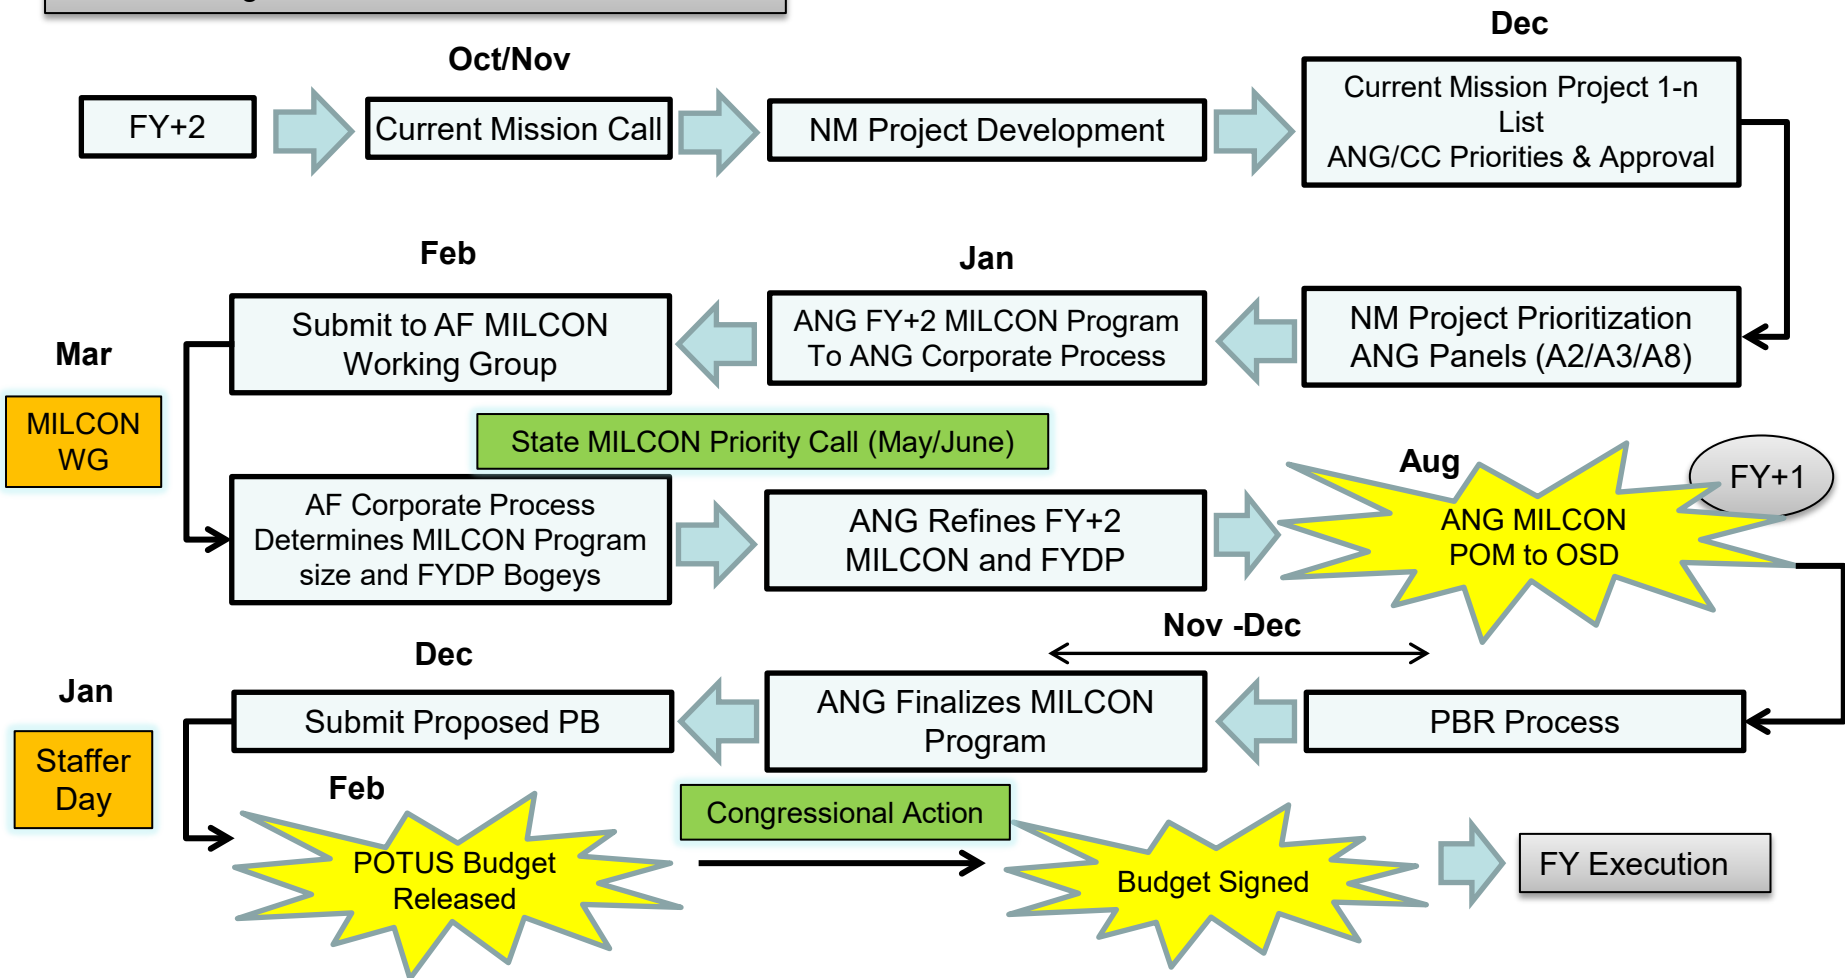 Dec
Oct/Nov
FY+2
Current Mission Call
NM Project Development
Current Mission Project 1-n
List
ANG/CC Priorities & Approval
Feb
Jan
Submit to AF MILCON
Working Group
ANG FY+2 MILCON Program
To ANG Corporate Process
NM Project Prioritization
ANG Panels (A2/A3/A8)
Mar
MILCON
WG
State MILCON Priority Call (May/June)
AF Corporate Process
Determines MILCON Program
size and FYDP Bogeys
ANG Refines FY+2
MILCON and FYDP
Aug
ANG MILCON
POM to OSD
FY+1
Nov -Dec
Dec
Jan
Submit Proposed PB
ANG Finalizes MILCON
Program
PBR Process
Staffer
Day
Feb
POTUS Budget
Released
Congressional Action
Budget Signed
FY Execution